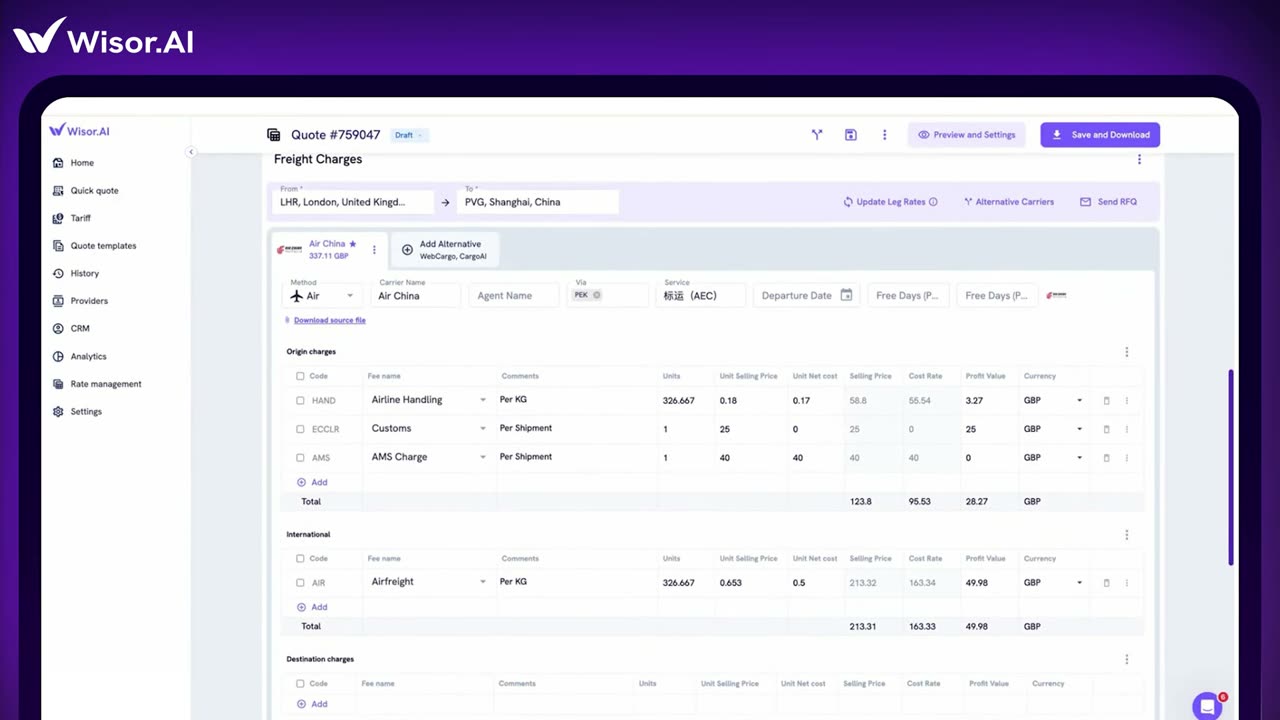 Wisor.AI
Wisor.AI
Home
Quick quote
Tariff
Quote templates
History
Providers
CRM
Analytics
Rate management
Settings
Quote #759047 Draft Preview and Settings Save and Download
Freight Charges
From * To *
LHR, London, United Kingd... PVG, Shanghai, China Update Leg Rates Alternative Carriers Send RFQ
Air China ★ Add Alternative
337.11 GBP WebCargo, CargoAI
Method Carrier Name Via Service
Air Air China Agent Name PEK 标运（AEC） Departure Date Free Days (P... Free Days (P...
Download source file
Origin charges
Code Fee name Comments Units Unit Selling Price Unit Net cost Selling Price Cost Rate Profit Value Currency
HAND Airline Handling Per KG 326.667 0.18 0.17 58.8 55.54 3.27 GBP
ECCLR Customs Per Shipment 1 25 0 25 0 25 GBP
AMS AMS Charge Per Shipment 1 40 40 40 40 0 GBP
Add
Total 123.8 95.53 28.27 GBP
International
Code Fee name Comments Units Unit Selling Price Unit Net cost Selling Price Cost Rate Profit Value Currency
AIR Airfreight Per KG 326.667 0.653 0.5 213.32 163.34 49.98 GBP
Add
Total 213.31 163.33 49.98 GBP
Destination charges
Code Fee name Comments Units Unit Selling Price Unit Net cost Selling Price Cost Rate Profit Value Currency
Add
6